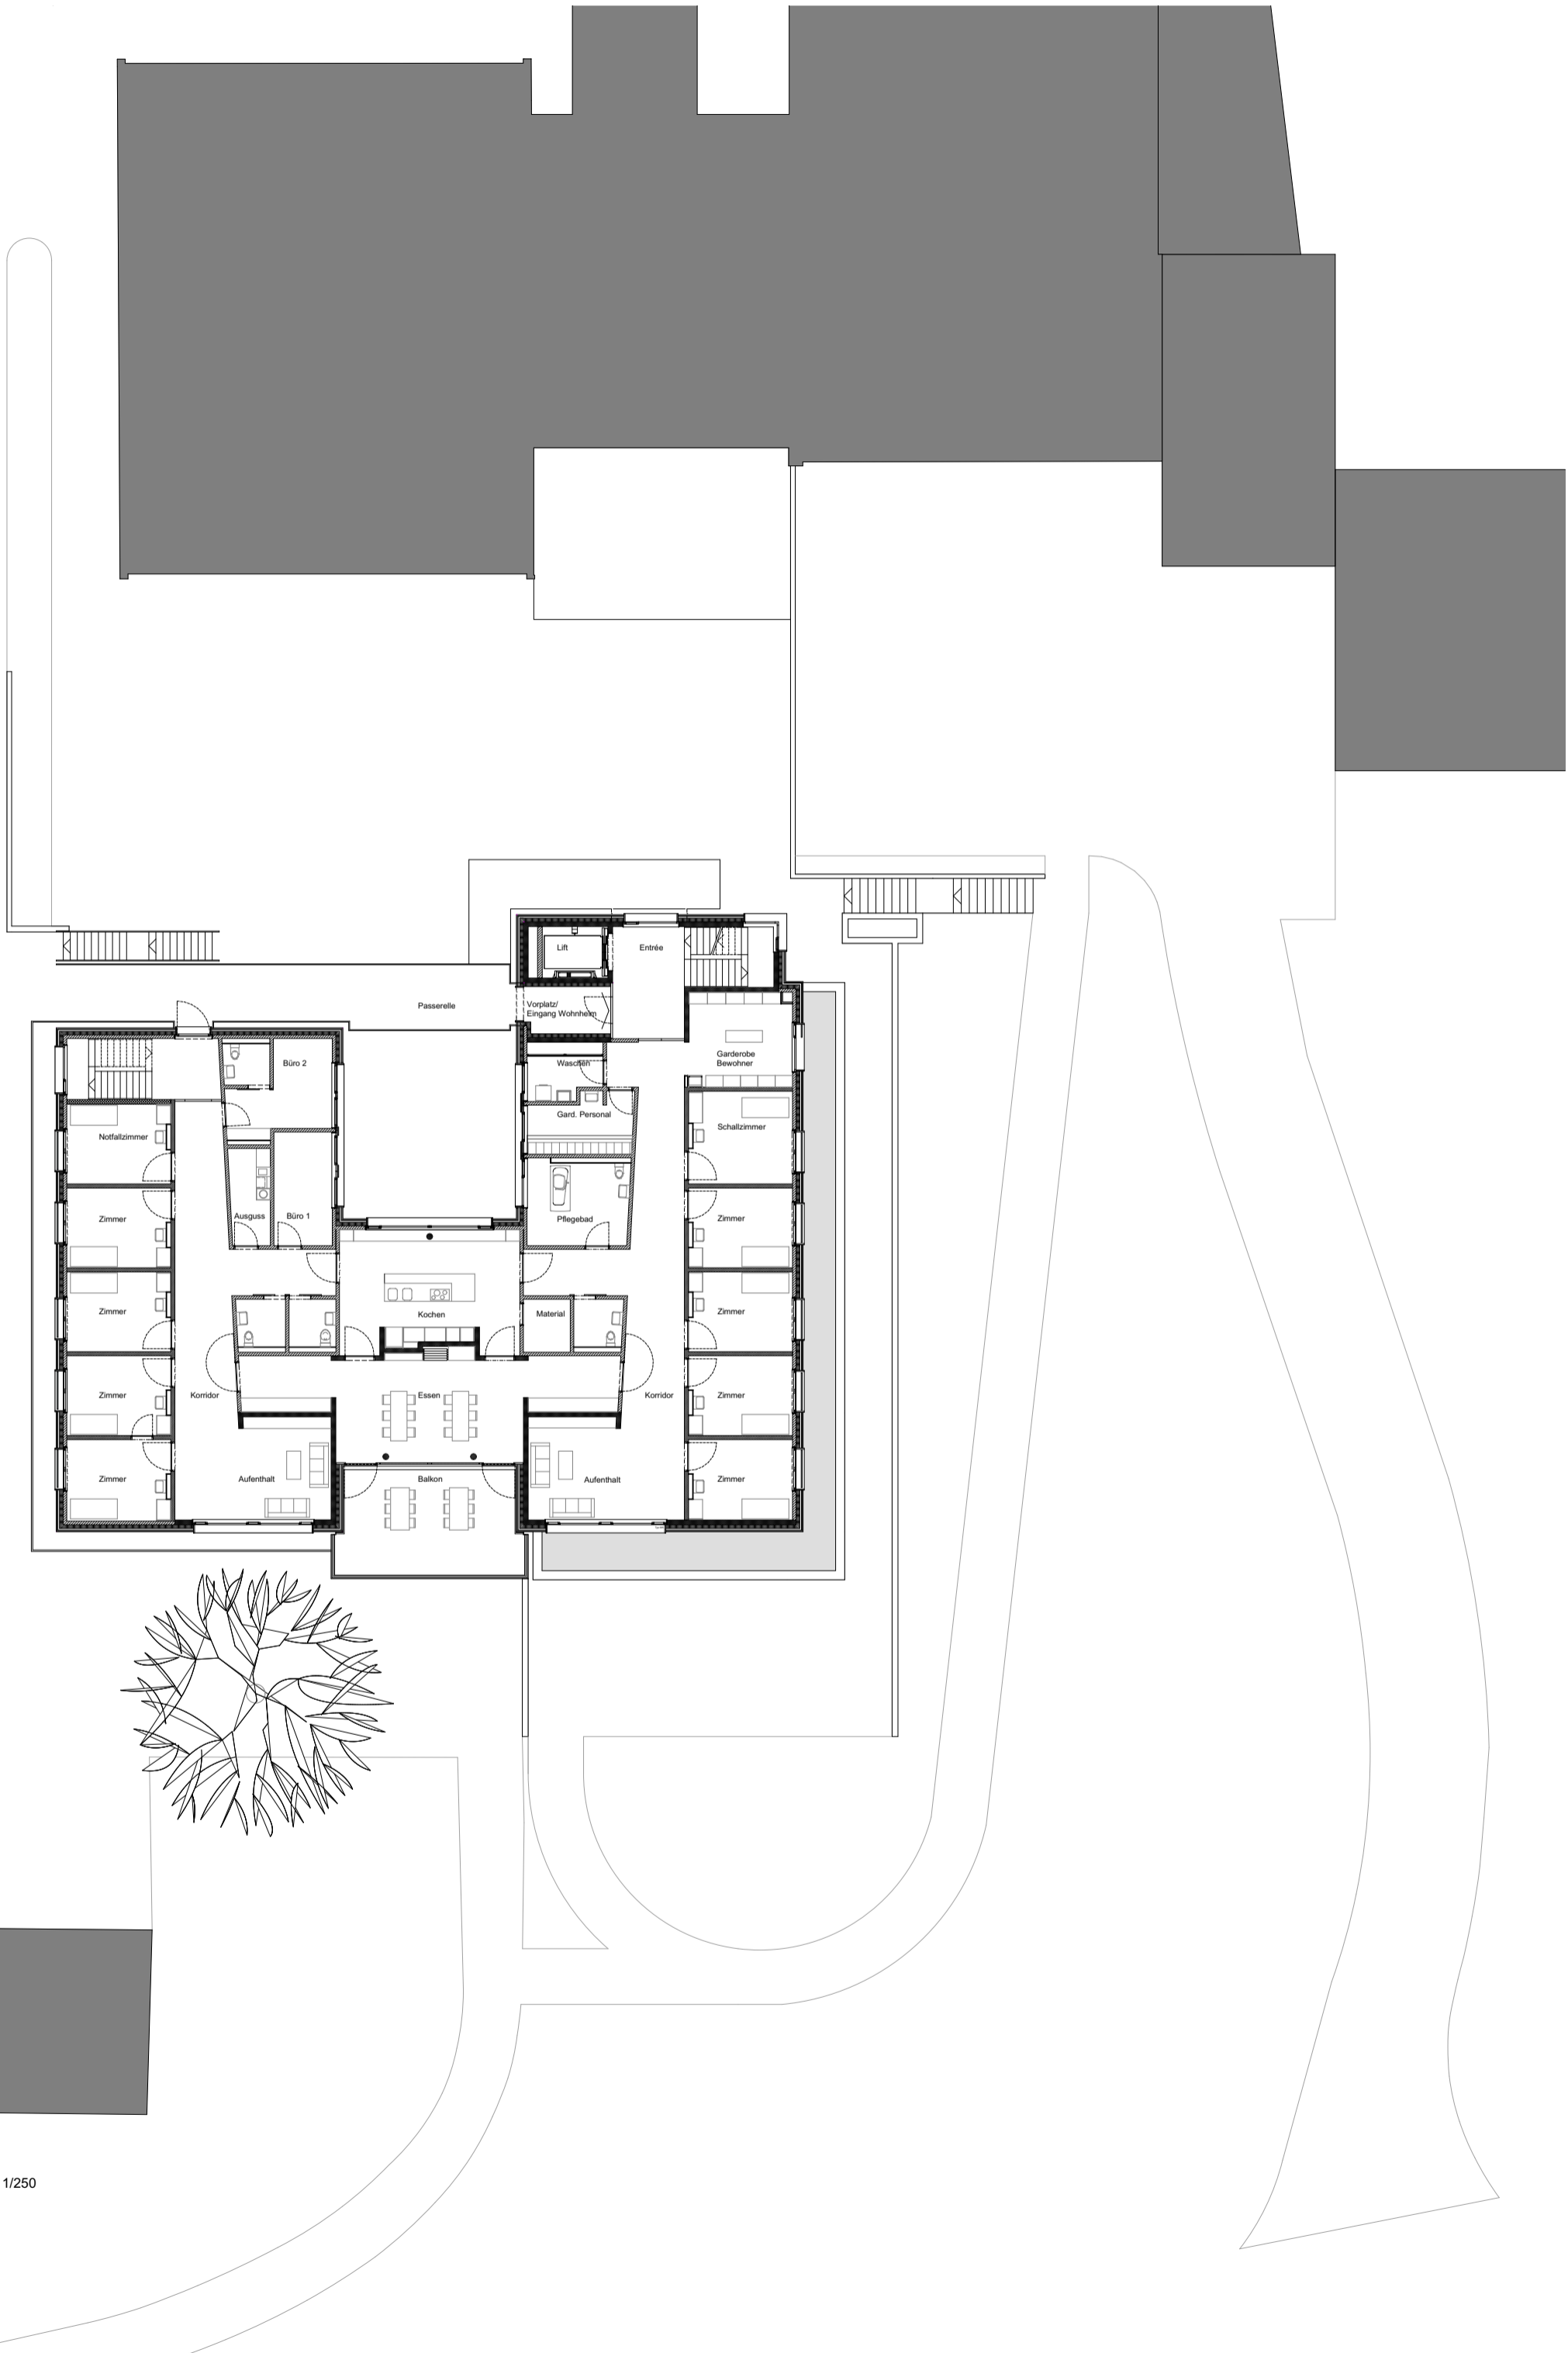 Lift
Entrée
Passerelle
Vorplatz/
Eingang Wohnheim
Büro 2
Waschen
Garderobe
Bewohner
Gard. Personal
Notfallzimmer
Schallzimmer
Zimmer
Ausguss
Büro 1
Pflegebad
Zimmer
Zimmer
Kochen
Material
Zimmer
Zimmer
Korridor
Essen
Korridor
Zimmer
Zimmer
Aufenthalt
Balkon
Aufenthalt
Zimmer
1/250